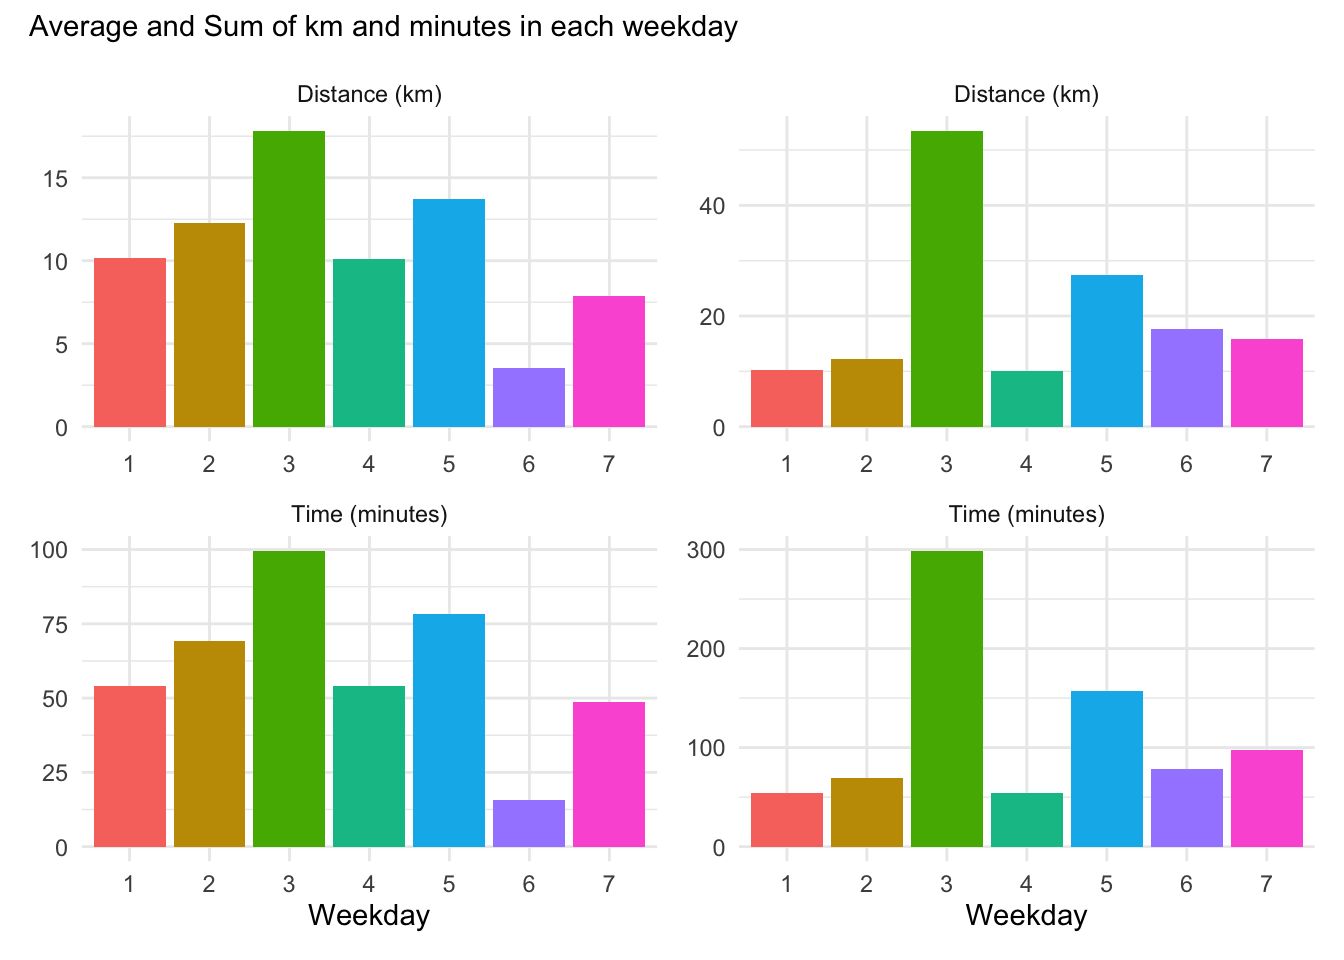 Average and Sum of km and minutes in each weekday
Distance (km)
15
10
5
0
1 2 3 4 5 6 7
Distance (km)
40
20
0
1 2 3 4 5 6 7
Time (minutes)
100
75
50
25
0
1 2 3 4 5 6 7
Weekday
Time (minutes)
300
200
100
0
1 2 3 4 5 6 7
Weekday